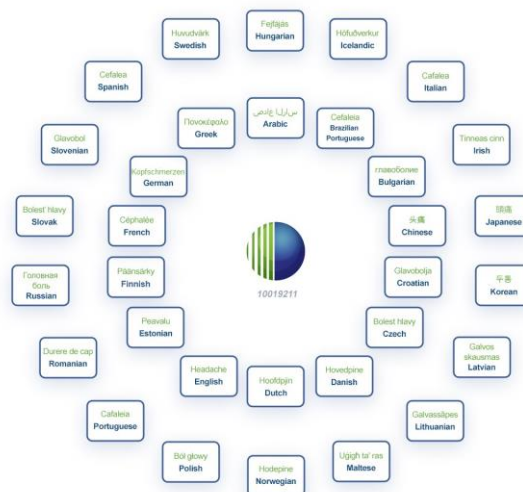 Fejfájás
Hungarian
Höfuðverkur
Icelandic
Cafalea
Italian
Tinneas cinn
Irish
頭痛
Japanese
두통
Korean
Galvos
skausmas
Latvian
Galvassāpes
Lithuanian
Uġigħ ta' ras
Maltese
Hodepine
Norwegian
Ból głowy
Polish
Cafaleia
Portuguese
Durere de cap
Romanian
Головная
боль
Russian
Bolesť hlavy
Slovak
Glavobol
Slovenian
Cefalea
Spanish
Huvudvärk
Swedish
Arabic
Cefaleia
Brazilian
Portuguese
главоболие
Bulgarian
头痛
Chinese
Glavobolja
Croatian
Bolest hlavy
Czech
Hovedpine
Danish
Hoofdpijn
Dutch
Headache
English
Peavalu
Estonian
Päänsärky
Finnish
Céphalée
French
Kopfschmerzen
German
Πονοκέφαλο
Greek
10019211